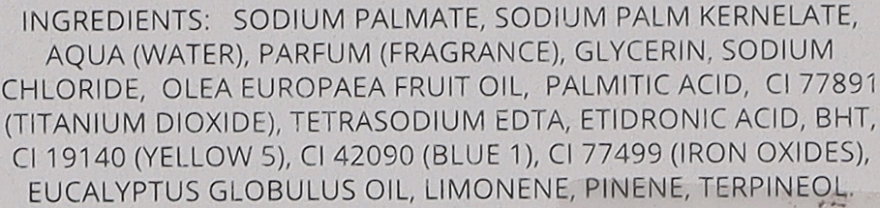 INGREDIENTS: SODIUM PALMATE, SODIUM PALM KERNELATE,
AQUA (WATER), PARFUM (FRAGRANCE), GLYCERIN, SODIUM
CHLORIDE, OLEA EUROPAEA FRUIT OIL, PALMITIC ACID, CI 77891
(TITANIUM DIOXIDE), TETRASODIUM EDTA, ETIDRONIC ACID, BHT,
CI 19140 (YELLOW 5), CI 42090 (BLUE 1), CI 77499 (IRON OXIDES),
EUCALYPTUS GLOBULUS OIL, LIMONENE, PINENE, TERPINEOL.